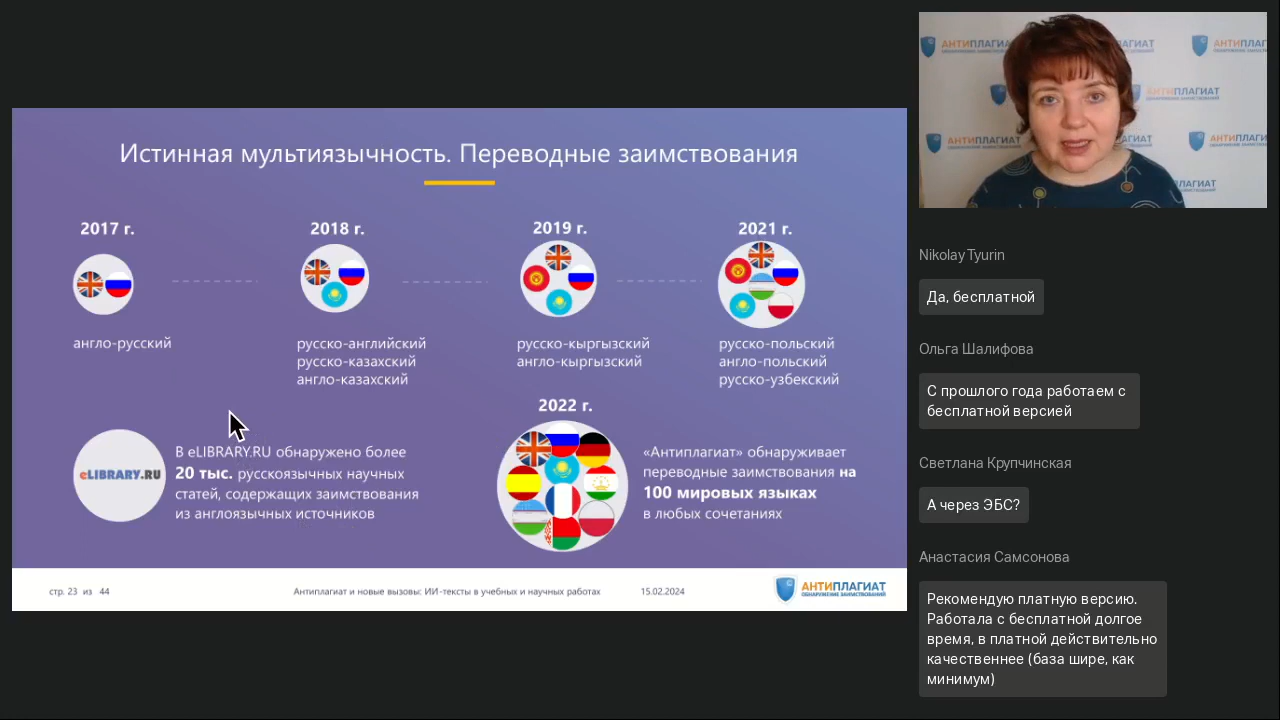 Истинная мультиязычность. Переводные заимствования
2017 г.
2018 г.
2019 г.
2021 г.
англо-русский
русско-английский
русско-казахский
англо-казахский
русско-кыргызский
англо-кыргызский
русско-польский
англо-польский
русско-узбекский
eLIBRARY.RU
В eLIBRARY.RU обнаружено более
20 тыс. русскоязычных научных
статей, содержащих заимствования
из англоязычных источников
2022 г.
«Антиплагиат» обнаруживает
переводные заимствования на
100 мировых языках
в любых сочетаниях
стр. 23 из 44
Антиплагиат и новые вызовы: ИИ-тексты в учебных и научных работах
15.02.2024
АНТИПЛАГИАТ
ОБНАРУЖЕНИЕ ЗАИМСТВОВАНИЙ
АНТИПЛАГИАТ
Nikolay Tyurin
Да, бесплатной
Ольга Шалифова
С прошлого года работаем с
бесплатной версией
Светлана Крупчинская
А через ЭБС?
Анастасия Самсонова
Рекомендую платную версию.
Работала с бесплатной долгое
время, в платной действительно
качественнее (база шире, как
минимум)